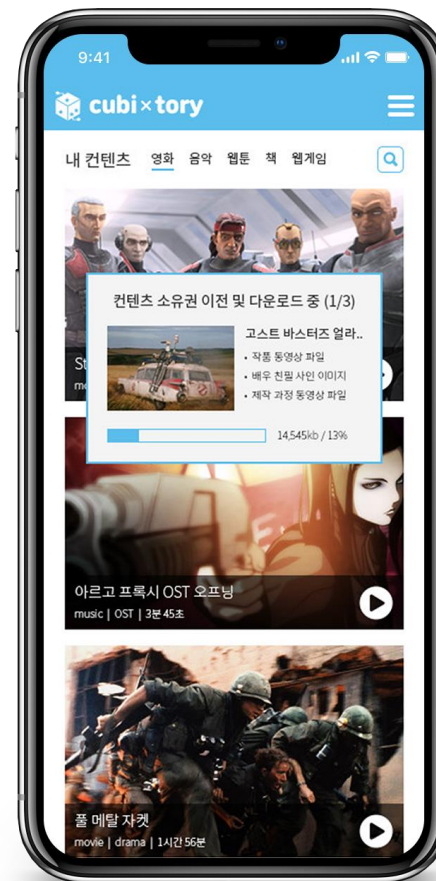 9:41
cubi×tory
내 컨텐츠 영화 음악 웹툰 책 웹게임
컨텐츠 소유권 이전 및 다운로드 중 (1/3)
고스트 바스터즈 얼라..
• 작품 동영상 파일
• 배우 친필 사인 이미지
• 제작 과정 동영상 파일
14,545kb / 13%
St
mo
아르고 프록시 OST 오프닝
music | OST | 3분 45초
풀 메탈 자켓
movie | drama | 1시간 56분